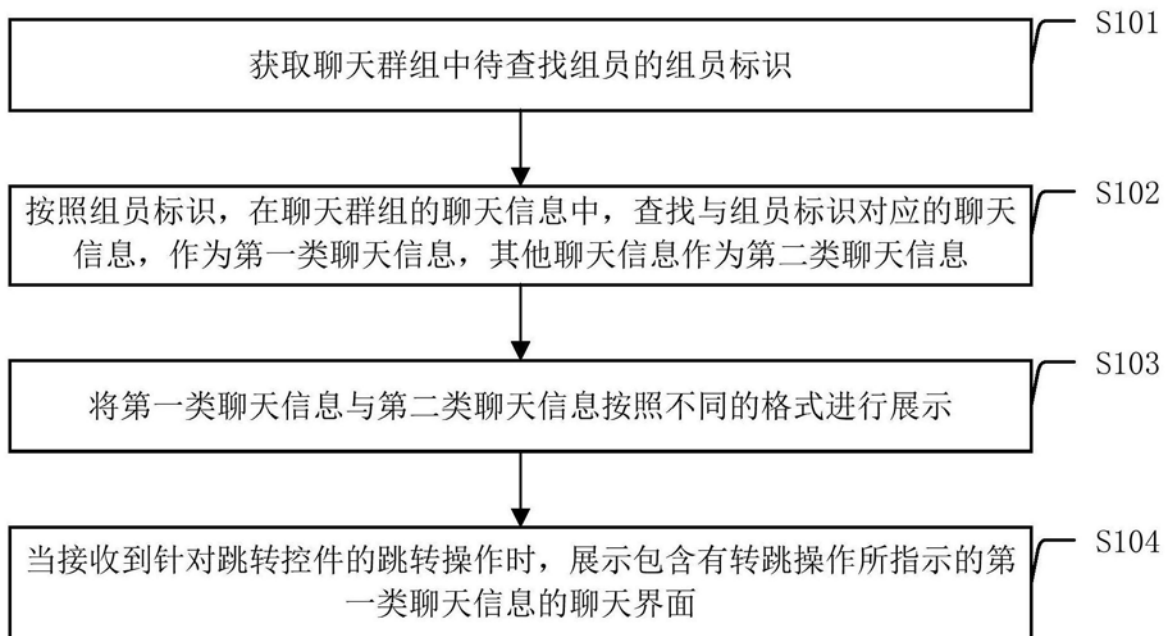 S101
获取聊天群组中待查找组员的组员标识
S102
按照组员标识，在聊天群组的聊天信息中，查找与组员标识对应的聊天
信息，作为第一类聊天信息，其他聊天信息作为第二类聊天信息
S103
将第一类聊天信息与第二类聊天信息按照不同的格式进行展示
S104
当接收到针对跳转控件的跳转操作时，展示包含有转跳操作所指示的第
一类聊天信息的聊天界面